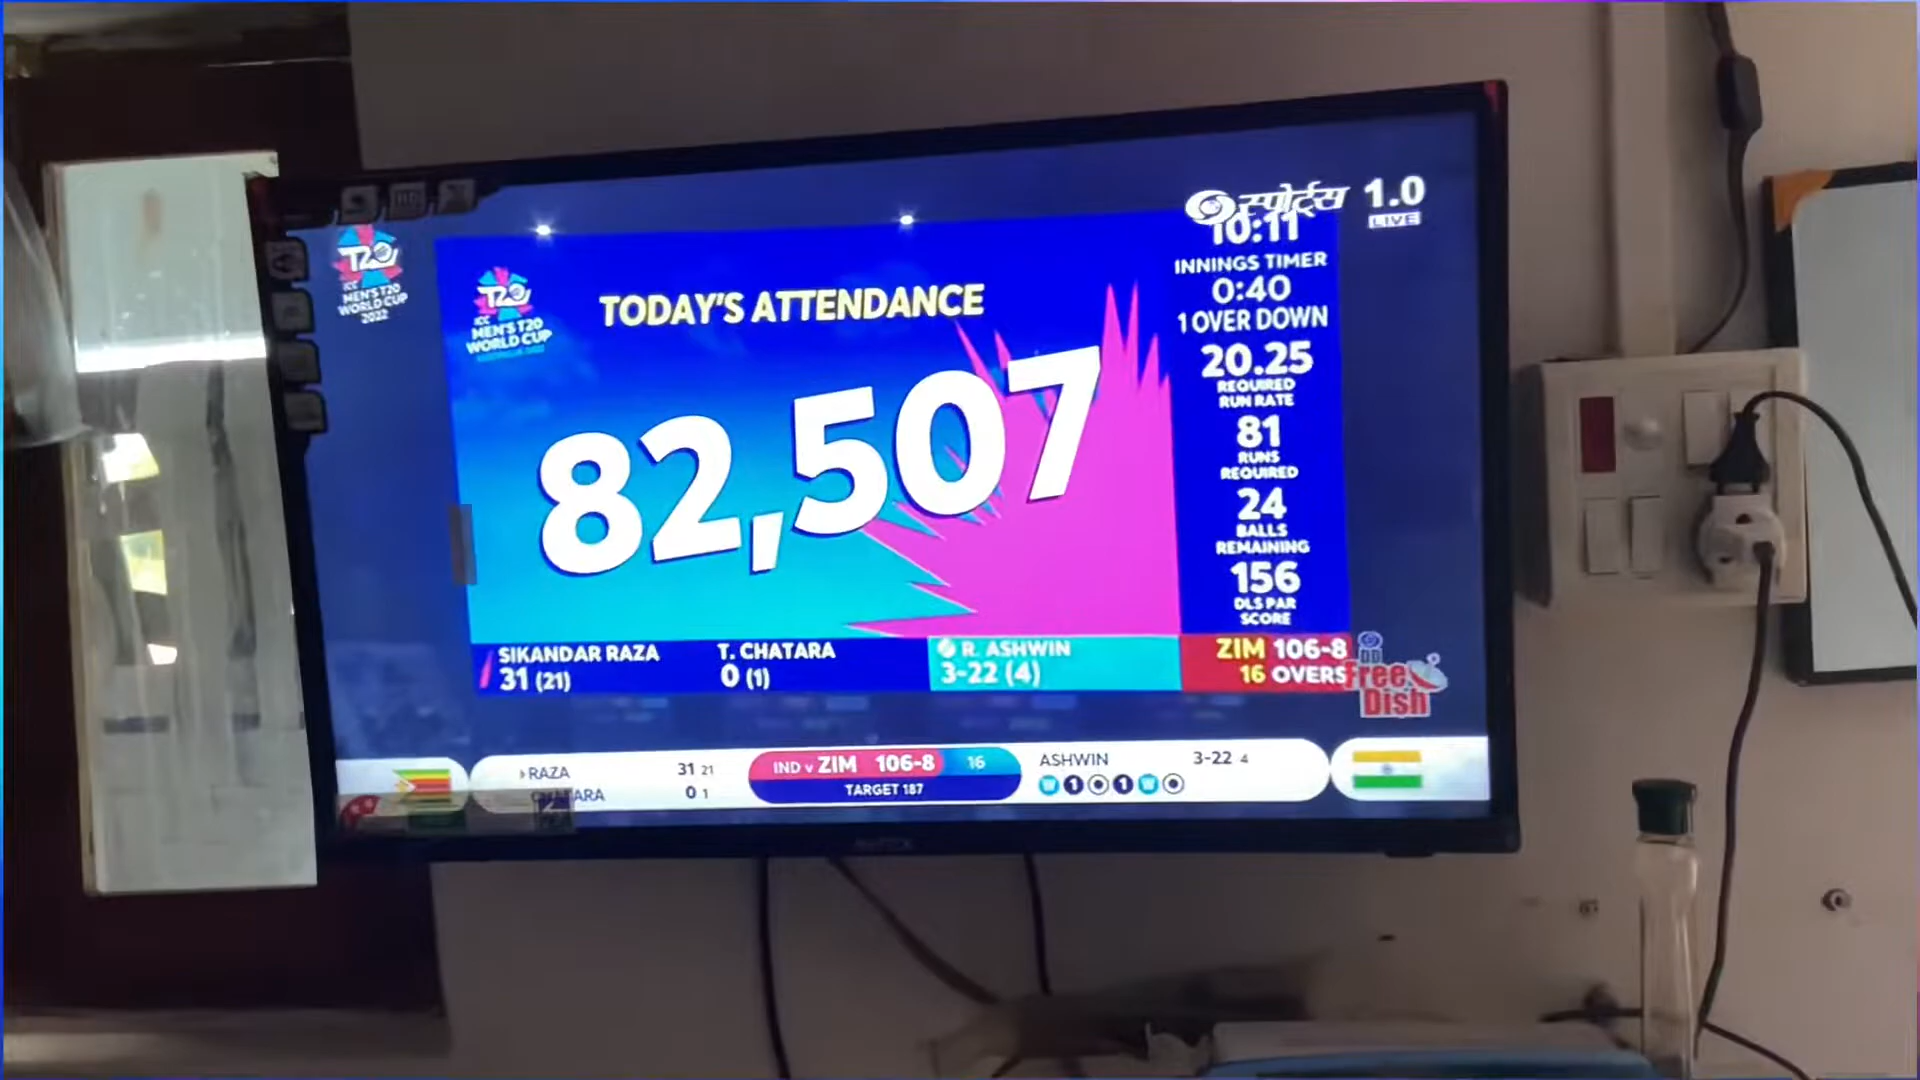 स्पोर्ट्स 1.0
LIVE
T20
ICC
MEN'S T20
WORLD CUP
2022
T20
ICC
MEN'S T20
WORLD CUP
TODAY'S ATTENDANCE
82,507
10:11
INNINGS TIMER
0:40
1 OVER DOWN
20.25
REQUIRED
RUN RATE
81
RUNS
REQUIRED
24
BALLS
REMAINING
156
DLS PAR
SCORE
SIKANDAR RAZA
31 (21)
T. CHATARA
0 (1)
R. ASHWIN
3-22 (4)
ZIM 106-8
16 OVERS
DD
Free
Dish
RAZA 31 21
0 1
IND v ZIM 106-8 16
TARGET 187
ASHWIN 3-22 4
W 1 1 W